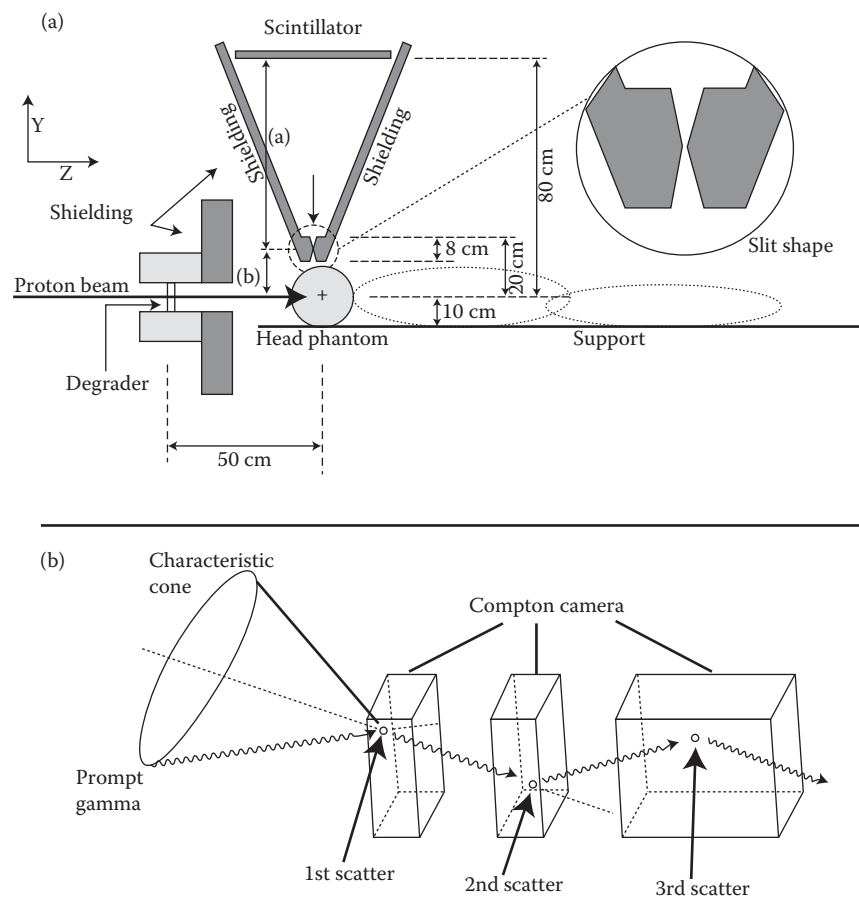 (a)
Scintillator
Y
Z
Shielding
(a)
Shielding
Shielding
80 cm
Slit shape
8 cm
20 cm
(b)
Proton beam
+
10 cm
Head phantom
Support
Degrader
50 cm
(b)
Characteristic
cone
Compton camera
Prompt
gamma
1st scatter
2nd scatter
3rd scatter